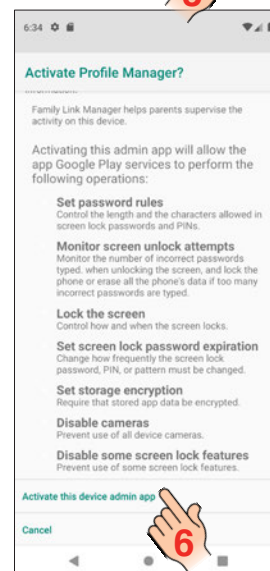 6:34
Activate Profile Manager?
Family Link Manager helps parents supervise the
activity on this device.
Activating this admin app will allow the
app Google Play services to perform the
following operations:
Set password rules
Control the length and the characters allowed in
screen lock passwords and PINs.
Monitor screen unlock attempts
Monitor the number of incorrect passwords
typed. when unlocking the screen, and lock the
phone or erase all the phone's data if too many
incorrect passwords are typed.
Lock the screen
Control how and when the screen locks.
Set screen lock password expiration
Change how frequently the screen lock
password, PIN, or pattern must be changed.
Set storage encryption
Require that stored app data be encrypted.
Disable cameras
Prevent use of all device cameras.
Disable some screen lock features
Prevent use of some screen lock features.
Activate this device admin app
Cancel
6